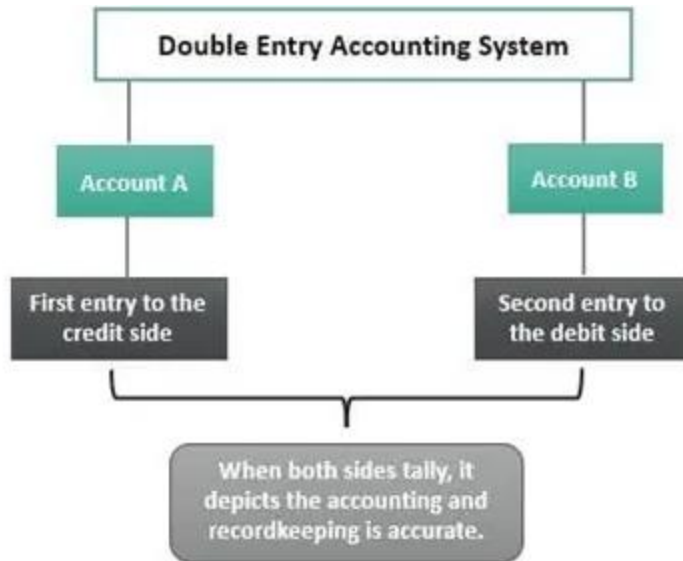 Double Entry Accounting System
Account A
Account B
First entry to the
credit side
Second entry to
the debit side
When both sides tally, it
depicts the accounting and
recordkeeping is accurate.